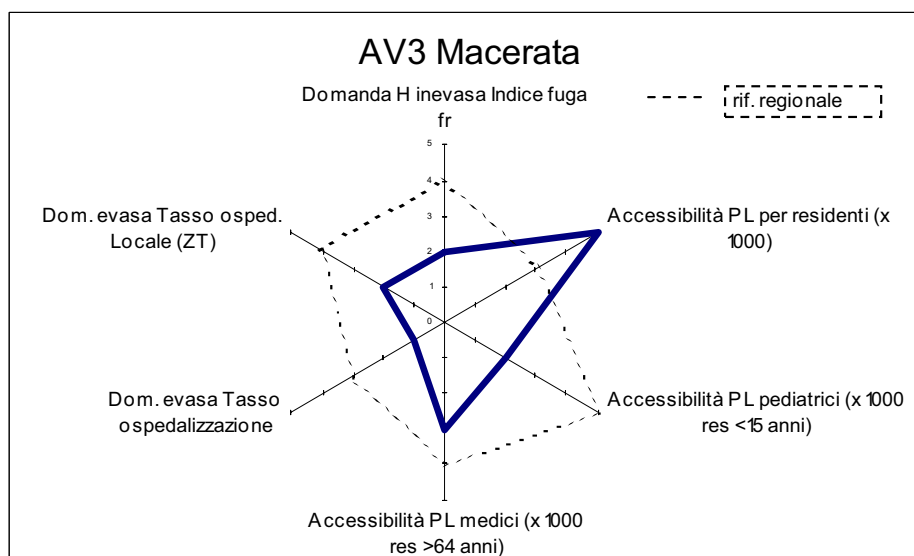 AV3 Macerata
Domanda H inevasa Indice fuga
fr
rif. regionale
5
4
3
2
1
0
Dom. evasa Tasso osped.
Locale (ZT)
Accessibilità PL per residenti (x
1000)
Dom. evasa Tasso
ospedalizzazione
Accessibilità PL pediatrici (x 1000
res <15 anni)
Accessibilità PL medici (x 1000
res >64 anni)